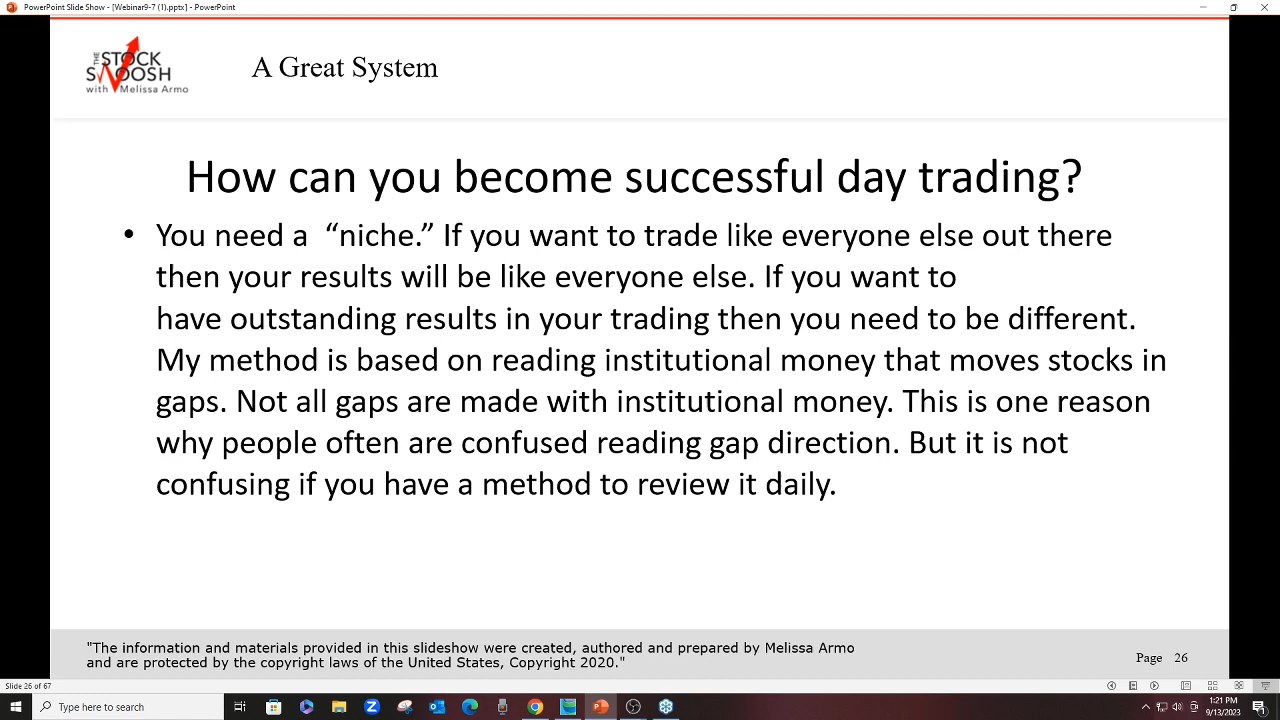 PowerPoint Slide Show - [Webinar9-7 (1).pptx] - PowerPoint
THE STOCK
SWOOSH
with Melissa Armo
A Great System
How can you become successful day trading?
• You need a  “niche.” If you want to trade like everyone else out there
then your results will be like everyone else. If you want to
have outstanding results in your trading then you need to be different.
My method is based on reading institutional money that moves stocks in
gaps. Not all gaps are made with institutional money. This is one reason
why people often are confused reading gap direction. But it is not
confusing if you have a method to review it daily.
"The information and materials provided in this slideshow were created, authored and prepared by Melissa Armo
and are protected by the copyright laws of the United States, Copyright 2020."
Page 26
Slide 26 of 67
Type here to search
1:21 PM
9/13/2023